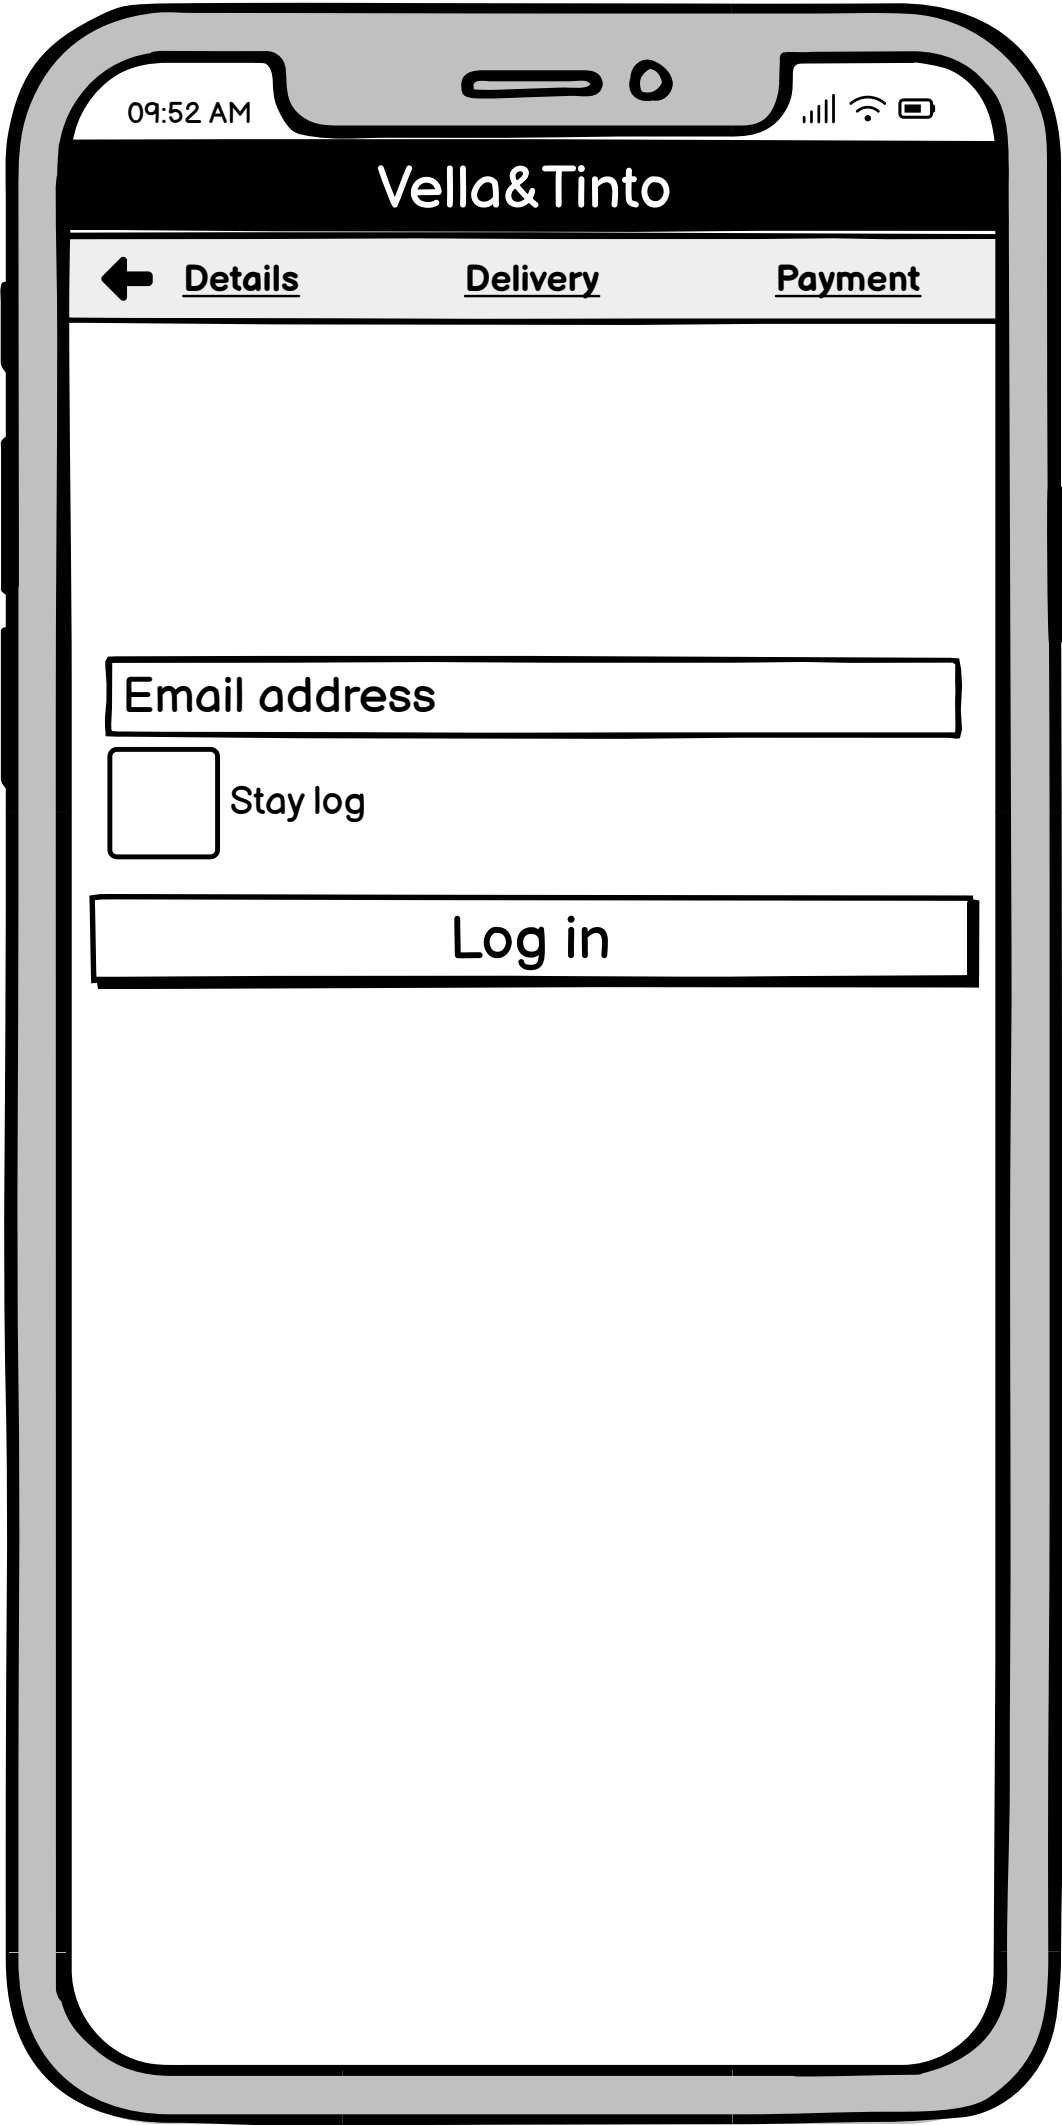 09:52 AM
Vella&Tinto
Details Delivery Payment
Email address
Stay log
Log in